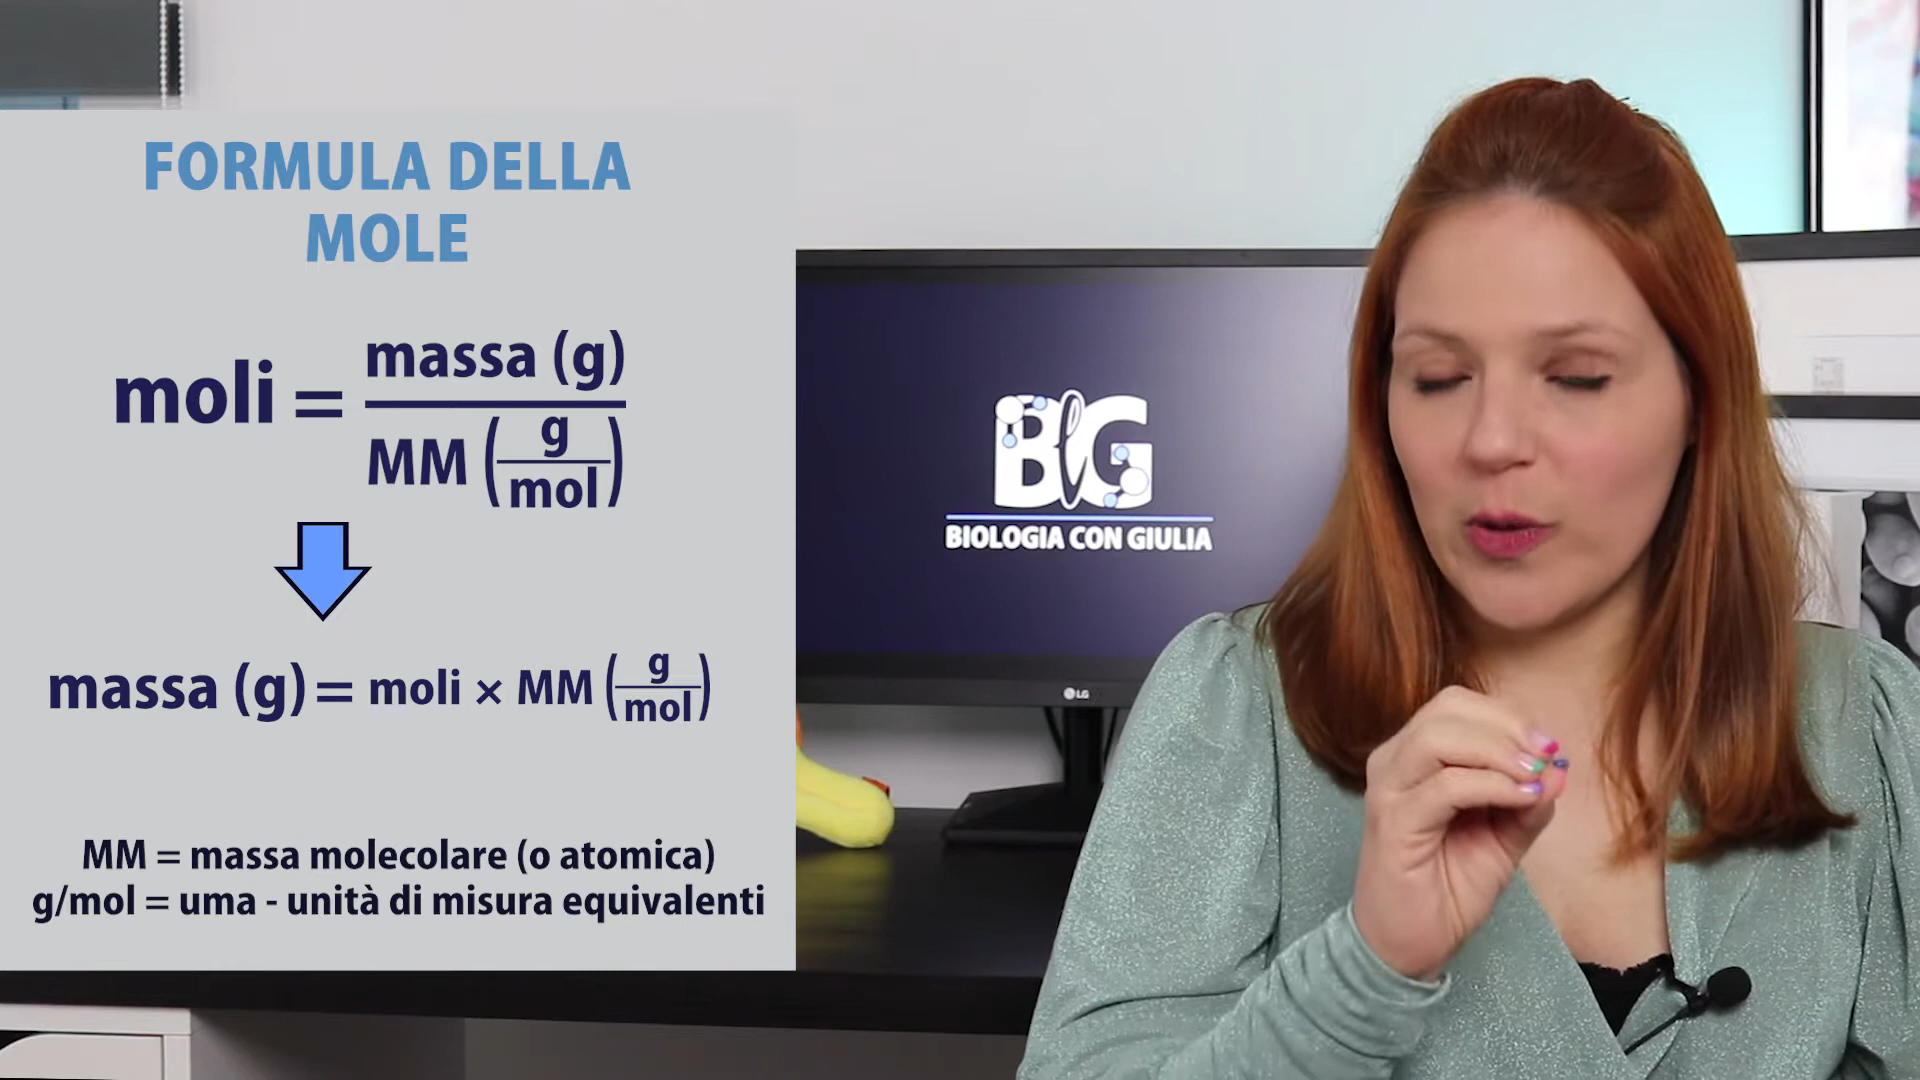 FORMULA DELLA
MOLE
moli = massa (g) / MM (g/mol)
massa (g) = moli × MM (g/mol)
MM = massa molecolare (o atomica)
g/mol = uma - unità di misura equivalenti
BlG
BIOLOGIA CON GIULIA
LG